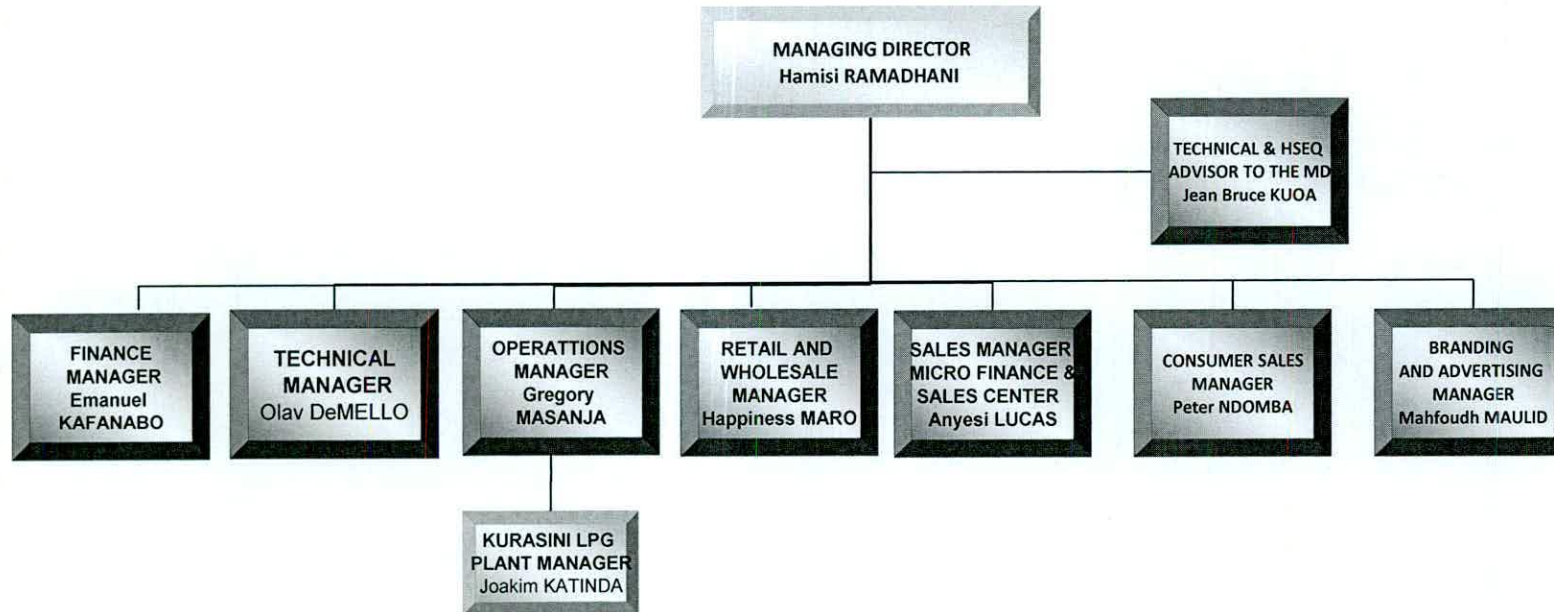 MANAGING DIRECTOR
Hamisi RAMADHANI
TECHNICAL & HSEQ
ADVISOR TO THE MD
Jean Bruce KUOA
FINANCE
MANAGER
Emanuel
KAFANABO
TECHNICAL
MANAGER
Olav DeMELLO
OPERATTIONS
MANAGER
Gregory
MASANJA
RETAIL AND
WHOLESALE
MANAGER
Happiness MARO
SALES MANAGER
MICRO FINANCE &
SALES CENTER
Anyesi LUCAS
CONSUMER SALES
MANAGER
Peter NDOMBA
BRANDING
AND ADVERTISING
MANAGER
Mahfoudh MAULID
KURASINI LPG
PLANT MANAGER
Joakim KATINDA